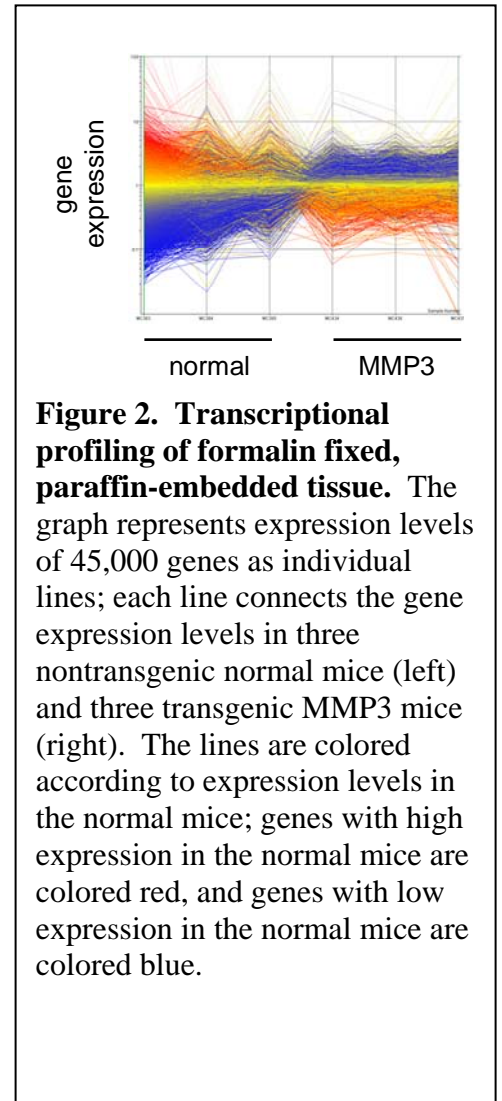 gene
expression
normal
MMP3
Figure 2. Transcriptional
profiling of formalin fixed,
paraffin-embedded tissue. The
graph represents expression levels
of 45,000 genes as individual
lines; each line connects the gene
expression levels in three
nontransgenic normal mice (left)
and three transgenic MMP3 mice
(right). The lines are colored
according to expression levels in
the normal mice; genes with high
expression in the normal mice are
colored red, and genes with low
expression in the normal mice are
colored blue.